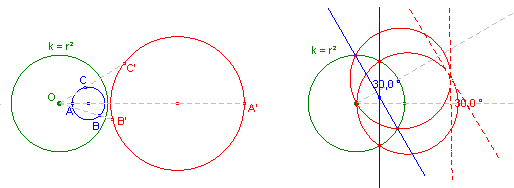 k = r²
O
A
B
C
A'
B'
C'
k = r²
30,0 °
30,0 °